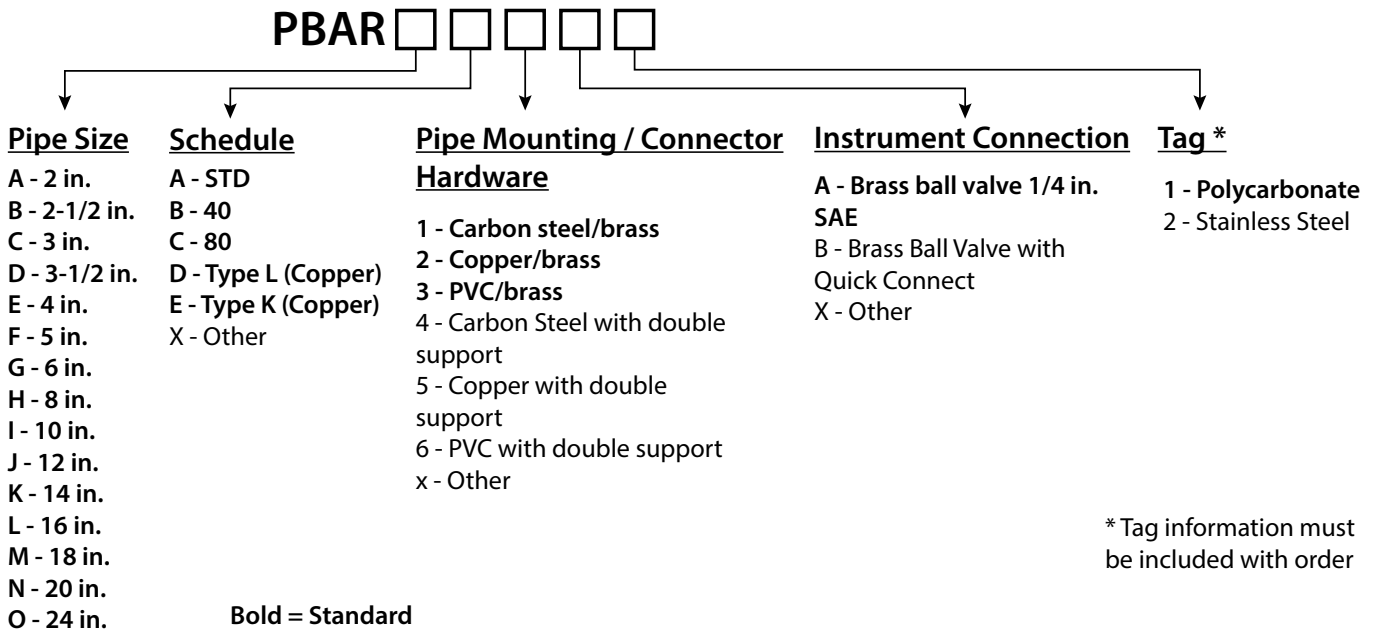 PBAR
Pipe Size
A - 2 in.
B - 2-1/2 in.
C - 3 in.
D - 3-1/2 in.
E - 4 in.
F - 5 in.
G - 6 in.
H - 8 in.
I - 10 in.
J - 12 in.
K - 14 in.
L - 16 in.
M - 18 in.
N - 20 in.
O - 24 in.
Schedule
A - STD
B - 40
C - 80
D - Type L (Copper)
E - Type K (Copper)
X - Other
Pipe Mounting / Connector
Hardware
1 - Carbon steel/brass
2 - Copper/brass
3 - PVC/brass
4 - Carbon Steel with double
support
5 - Copper with double
support
6 - PVC with double support
x - Other
Instrument Connection
A - Brass ball valve 1/4 in.
SAE
B - Brass Ball Valve with
Quick Connect
X - Other
Tag *
1 - Polycarbonate
2 - Stainless Steel
* Tag information must
be included with order
Bold = Standard